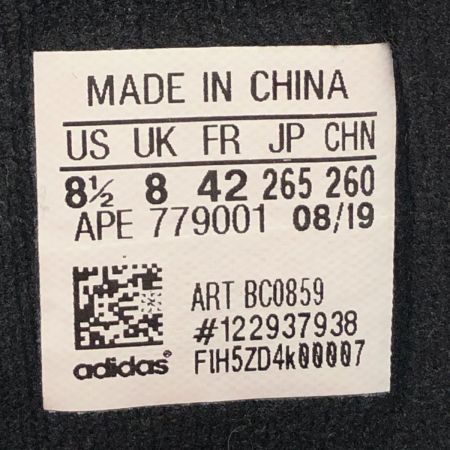 MADE IN CHINA
US UK FR JP CHN
8½ 8 42 265 260
APE 779001 08/19
ART BC0859
#122937938
adidas® FlH5ZD4k00007